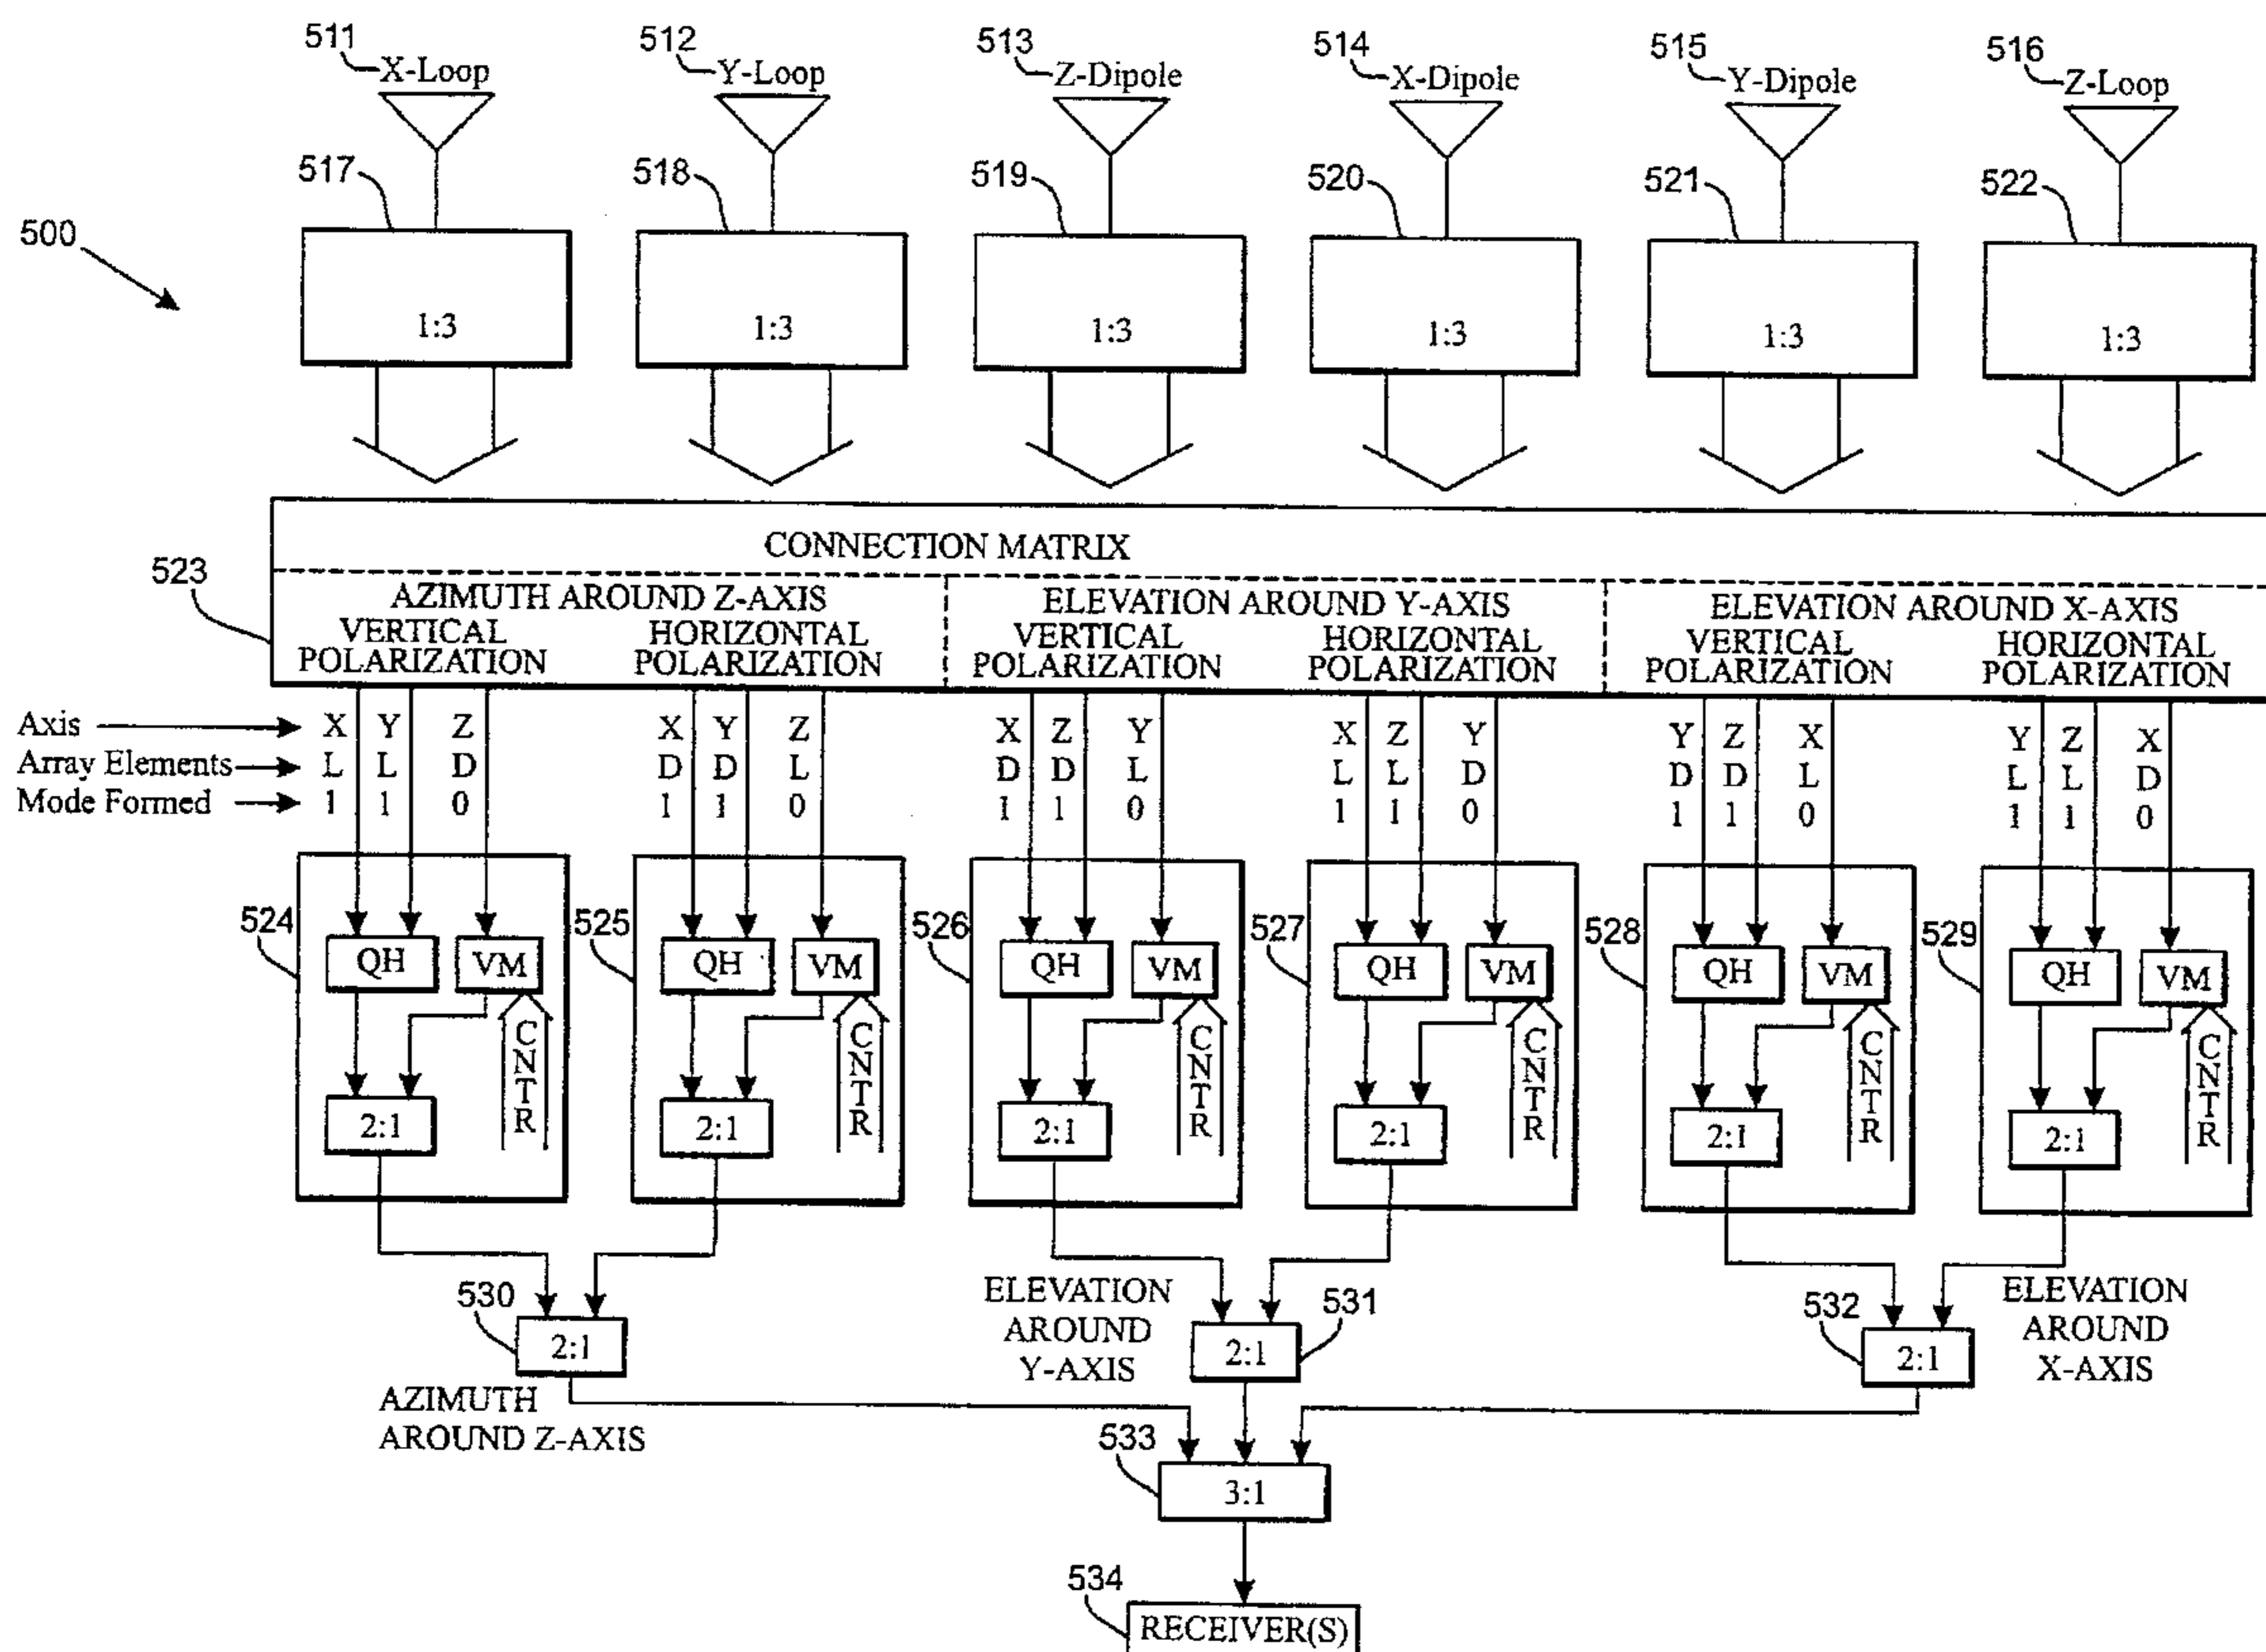 511 512 513 514 515 516
X-Loop Y-Loop Z-Dipole X-Dipole Y-Dipole Z-Loop
517 518 519 520 521 522
500
1:3 1:3 1:3 1:3 1:3 1:3
CONNECTION MATRIX
523
AZIMUTH AROUND Z-AXIS ELEVATION AROUND Y-AXIS ELEVATION AROUND X-AXIS
VERTICAL HORIZONTAL VERTICAL HORIZONTAL VERTICAL HORIZONTAL
POLARIZATION POLARIZATION POLARIZATION POLARIZATION POLARIZATION POLARIZATION
Axis X Y Z X Y Z X Z Y X Z Y Y Z X Y Z X
Array Elements L L D D D L D D L L L D D D L L L D
Mode Formed 1 1 0 1 1 0 1 1 0 1 1 0 1 1 0 1 1 0
524 525 526 527 528 529
QH VM QH VM QH VM QH VM QH VM QH VM
CNTR CNTR CNTR CNTR CNTR CNTR
2:1 2:1 2:1 2:1 2:1 2:1
530 531 532
2:1 2:1 2:1
ELEVATION
AROUND
Y-AXIS
ELEVATION
AROUND
X-AXIS
AZIMUTH
AROUND Z-AXIS
533
3:1
534
RECEIVER(S)